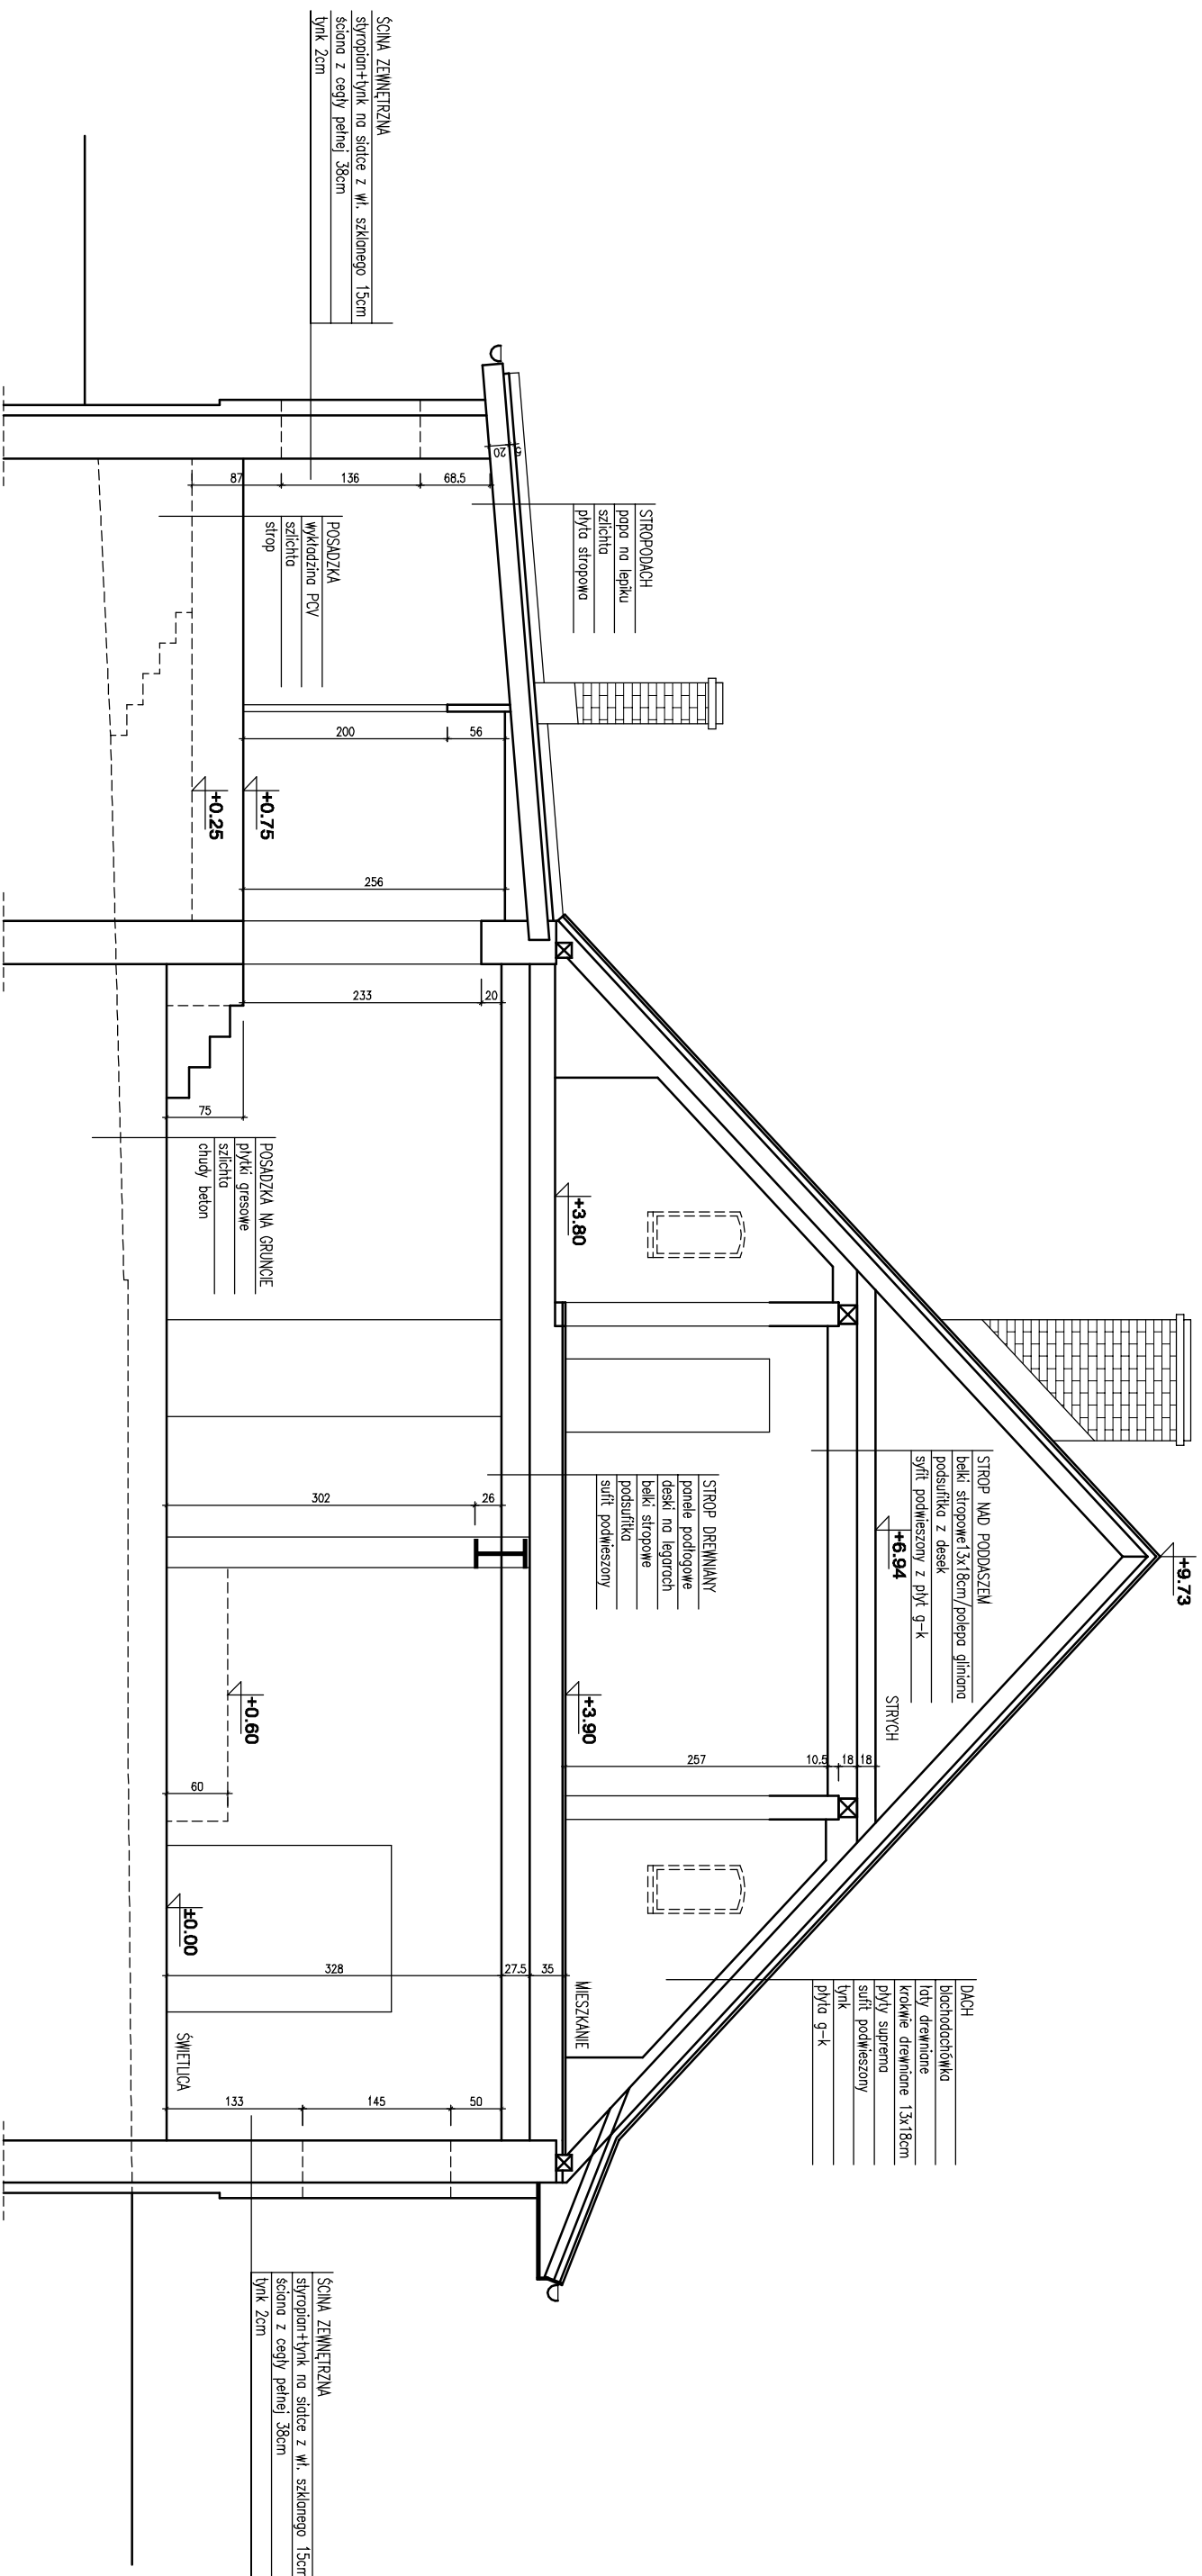 ŚCINA ZEWNĘTRZNA
styropian+tynk na siatce z wł. szklanego 15cm
ściana z cegły pełnej 38cm
tynk 2cm
STROPODACH
papa na lepiku
szlichta
płyta stropowa
POSADZKA
wykładzina PCV
szlichta
strop
20
87
136
68.5
200
56
+0.75
+0.25
256
233
20
75
POSADZKA NA GRUNCIE
płytki gresowe
szlichta
chudy beton
+3.80
STROP NAD PODDASZEM
belki stropowe13x18cm/polepa gliniana
podsufitka z desek
syfit podwieszony z płyt g-k
STROP DREWNIANY
panele podłogowe
deski na legarach
belki stropowe
podsufitka
sufit podwieszony
302
26
+9.73
+6.94
STRYCH
+3.90
+0.60
257
10.5
18
18
60
±0.00
328
27.5
35
MIESZKANIE
DACH
blachodachówka
łaty drewniane
krokwie drewniane 13x18cm
płyty suprema
sufit podwieszony
tynk
płyta g-k
ŚWIETLICA
133
145
50
ŚCINA ZEWNĘTRZNA
styropian+tynk na siatce z wł. szklanego 15cm
ściana z cegły pełnej 38cm
tynk 2cm